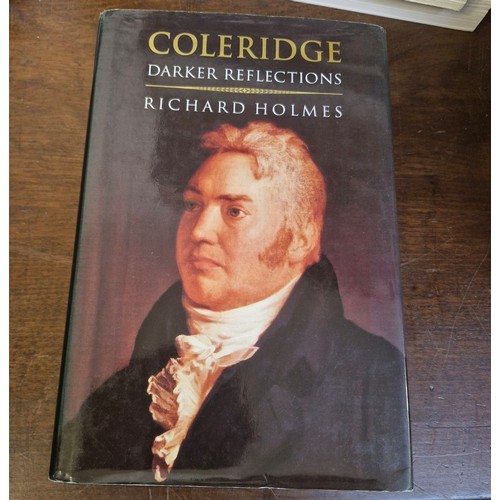 COLERIDGE
DARKER REFLECTIONS
RICHARD HOLMES